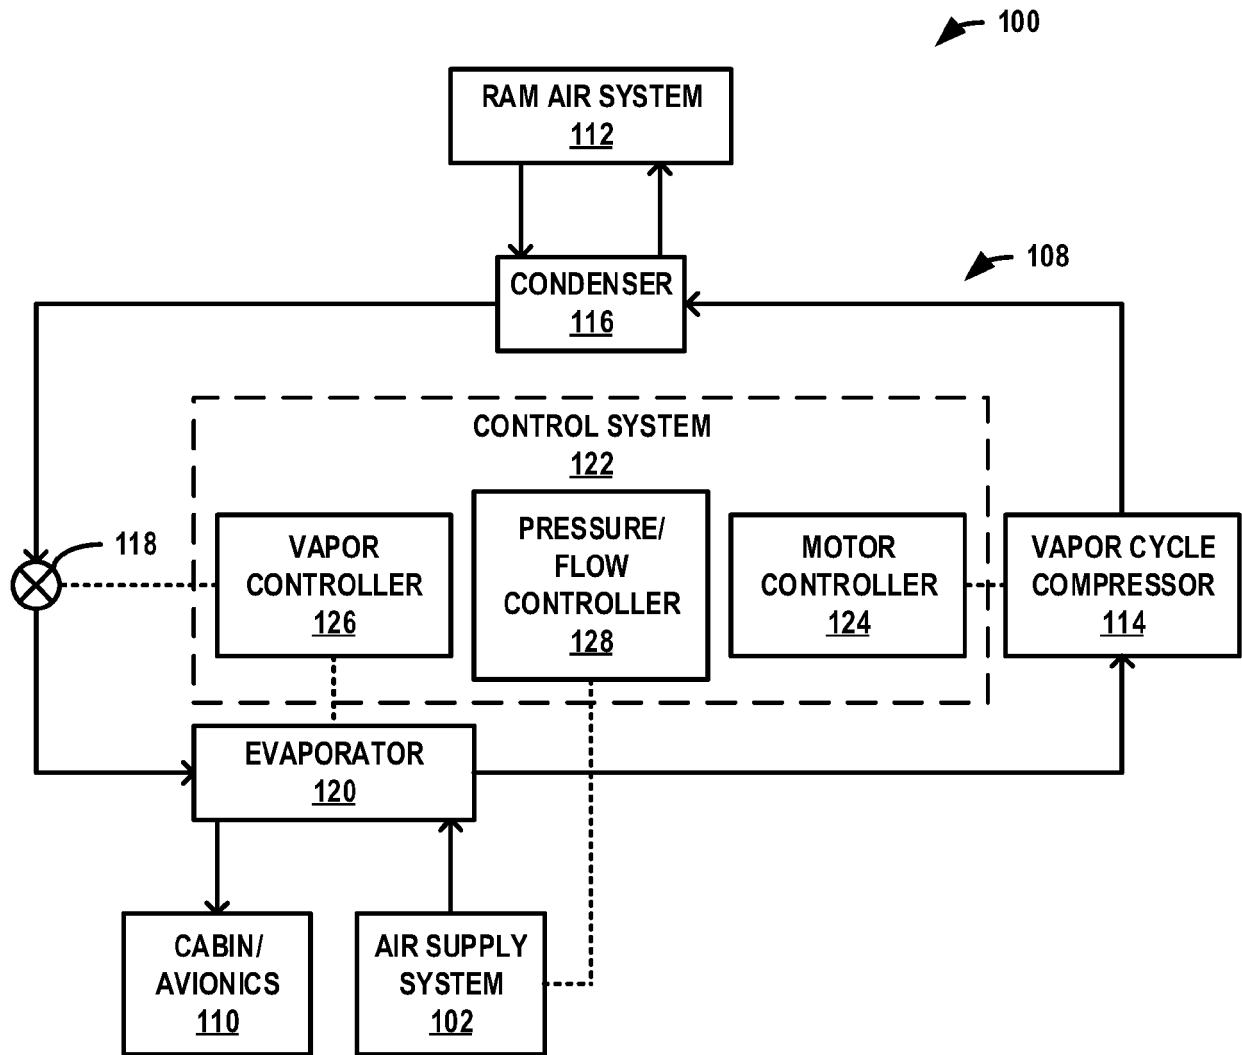 100
RAM AIR SYSTEM
112
108
CONDENSER
116
CONTROL SYSTEM
122
118
VAPOR
CONTROLLER
126
PRESSURE/
FLOW
CONTROLLER
128
MOTOR
CONTROLLER
124
VAPOR CYCLE
COMPRESSOR
114
EVAPORATOR
120
CABIN/
AVIONICS
110
AIR SUPPLY
SYSTEM
102